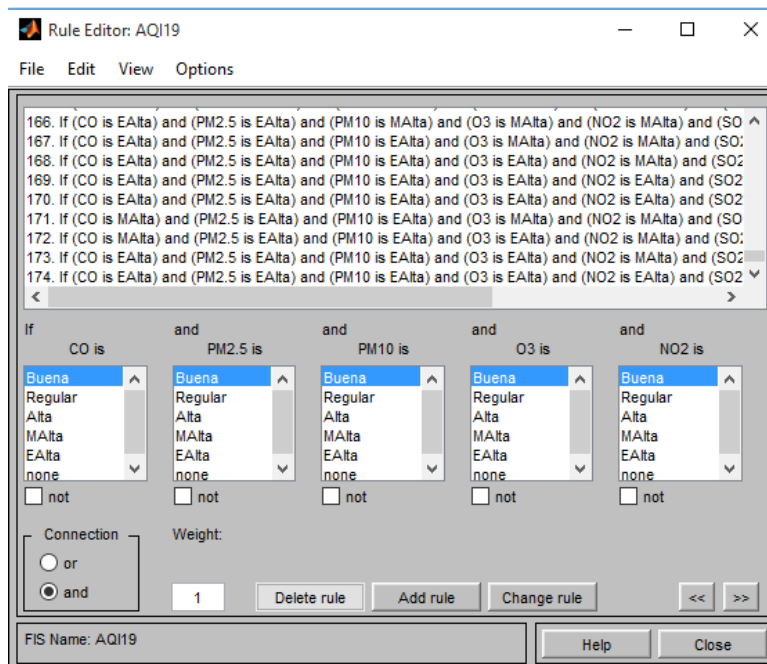 Rule Editor: AQI19
File Edit View Options
166. If (CO is EAlta) and (PM2.5 is EAlta) and (PM10 is MAlta) and (O3 is MAlta) and (NO2 is MAlta) and (SO
167. If (CO is EAlta) and (PM2.5 is EAlta) and (PM10 is EAlta) and (O3 is MAlta) and (NO2 is MAlta) and (SO2
168. If (CO is EAlta) and (PM2.5 is EAlta) and (PM10 is MAlta) and (O3 is EAlta) and (NO2 is MAlta) and (SO2
169. If (CO is EAlta) and (PM2.5 is EAlta) and (PM10 is MAlta) and (O3 is EAlta) and (NO2 is EAlta) and (SO2
170. If (CO is EAlta) and (PM2.5 is EAlta) and (PM10 is MAlta) and (O3 is EAlta) and (NO2 is EAlta) and (SO2
171. If (CO is MAlta) and (PM2.5 is EAlta) and (PM10 is EAlta) and (O3 is MAlta) and (NO2 is MAlta) and (SO
172. If (CO is MAlta) and (PM2.5 is EAlta) and (PM10 is EAlta) and (O3 is EAlta) and (NO2 is MAlta) and (SO2
173. If (CO is EAlta) and (PM2.5 is EAlta) and (PM10 is EAlta) and (O3 is EAlta) and (NO2 is MAlta) and (SO2
174. If (CO is EAlta) and (PM2.5 is EAlta) and (PM10 is EAlta) and (O3 is EAlta) and (NO2 is EAlta) and (SO2
If and and and and
CO is PM2.5 is PM10 is O3 is NO2 is
Buena Buena Buena Buena Buena
Regular Regular Regular Regular Regular
Alta Alta Alta Alta Alta
MAlta MAlta MAlta MAlta MAlta
EAlta EAlta EAlta EAlta EAlta
none none none none none
not not not not not
Connection Weight:
or
and 1 Delete rule Add rule Change rule << >>
FIS Name: AQI19 Help Close